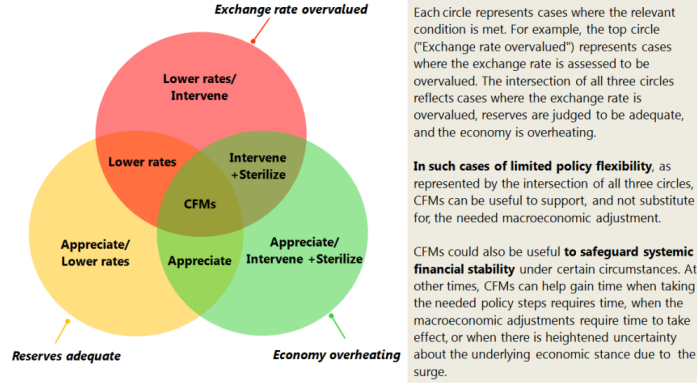 Exchange rate overvalued
Lower rates/
Intervene
Lower rates
Intervene
+Sterilize
CFMs
Appreciate/
Lower rates
Appreciate
Appreciate/
Intervene +Sterilize
Reserves adequate
Economy overheating
Each circle represents cases where the relevant
condition is met. For example, the top circle
("Exchange rate overvalued") represents cases
where the exchange rate is assessed to be
overvalued. The intersection of all three circles
reflects cases where the exchange rate is
overvalued, reserves are judged to be adequate,
and the economy is overheating.
In such cases of limited policy flexibility, as
represented by the intersection of all three circles,
CFMs can be useful to support, and not substitute
for, the needed macroeconomic adjustment.
CFMs could also be useful to safeguard systemic
financial stability under certain circumstances. At
other times, CFMs can help gain time when taking
the needed policy steps requires time, when the
macroeconomic adjustments require time to take
effect, or when there is heightened uncertainty
about the underlying economic stance due to the
surge.